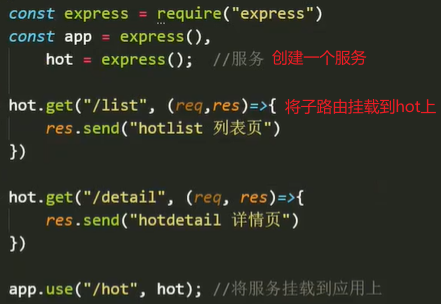 const express = require("express")
const app = express(),
hot = express(); //服务 创建一个服务
hot.get("/list", (req,res)=>{ 将子路由挂载到hot上
res.send("hotlist 列表页")
})
hot.get("/detail", (req, res)=>{
res.send("hotdetail 详情页")
})
app.use("/hot", hot); //将服务挂载到应用上